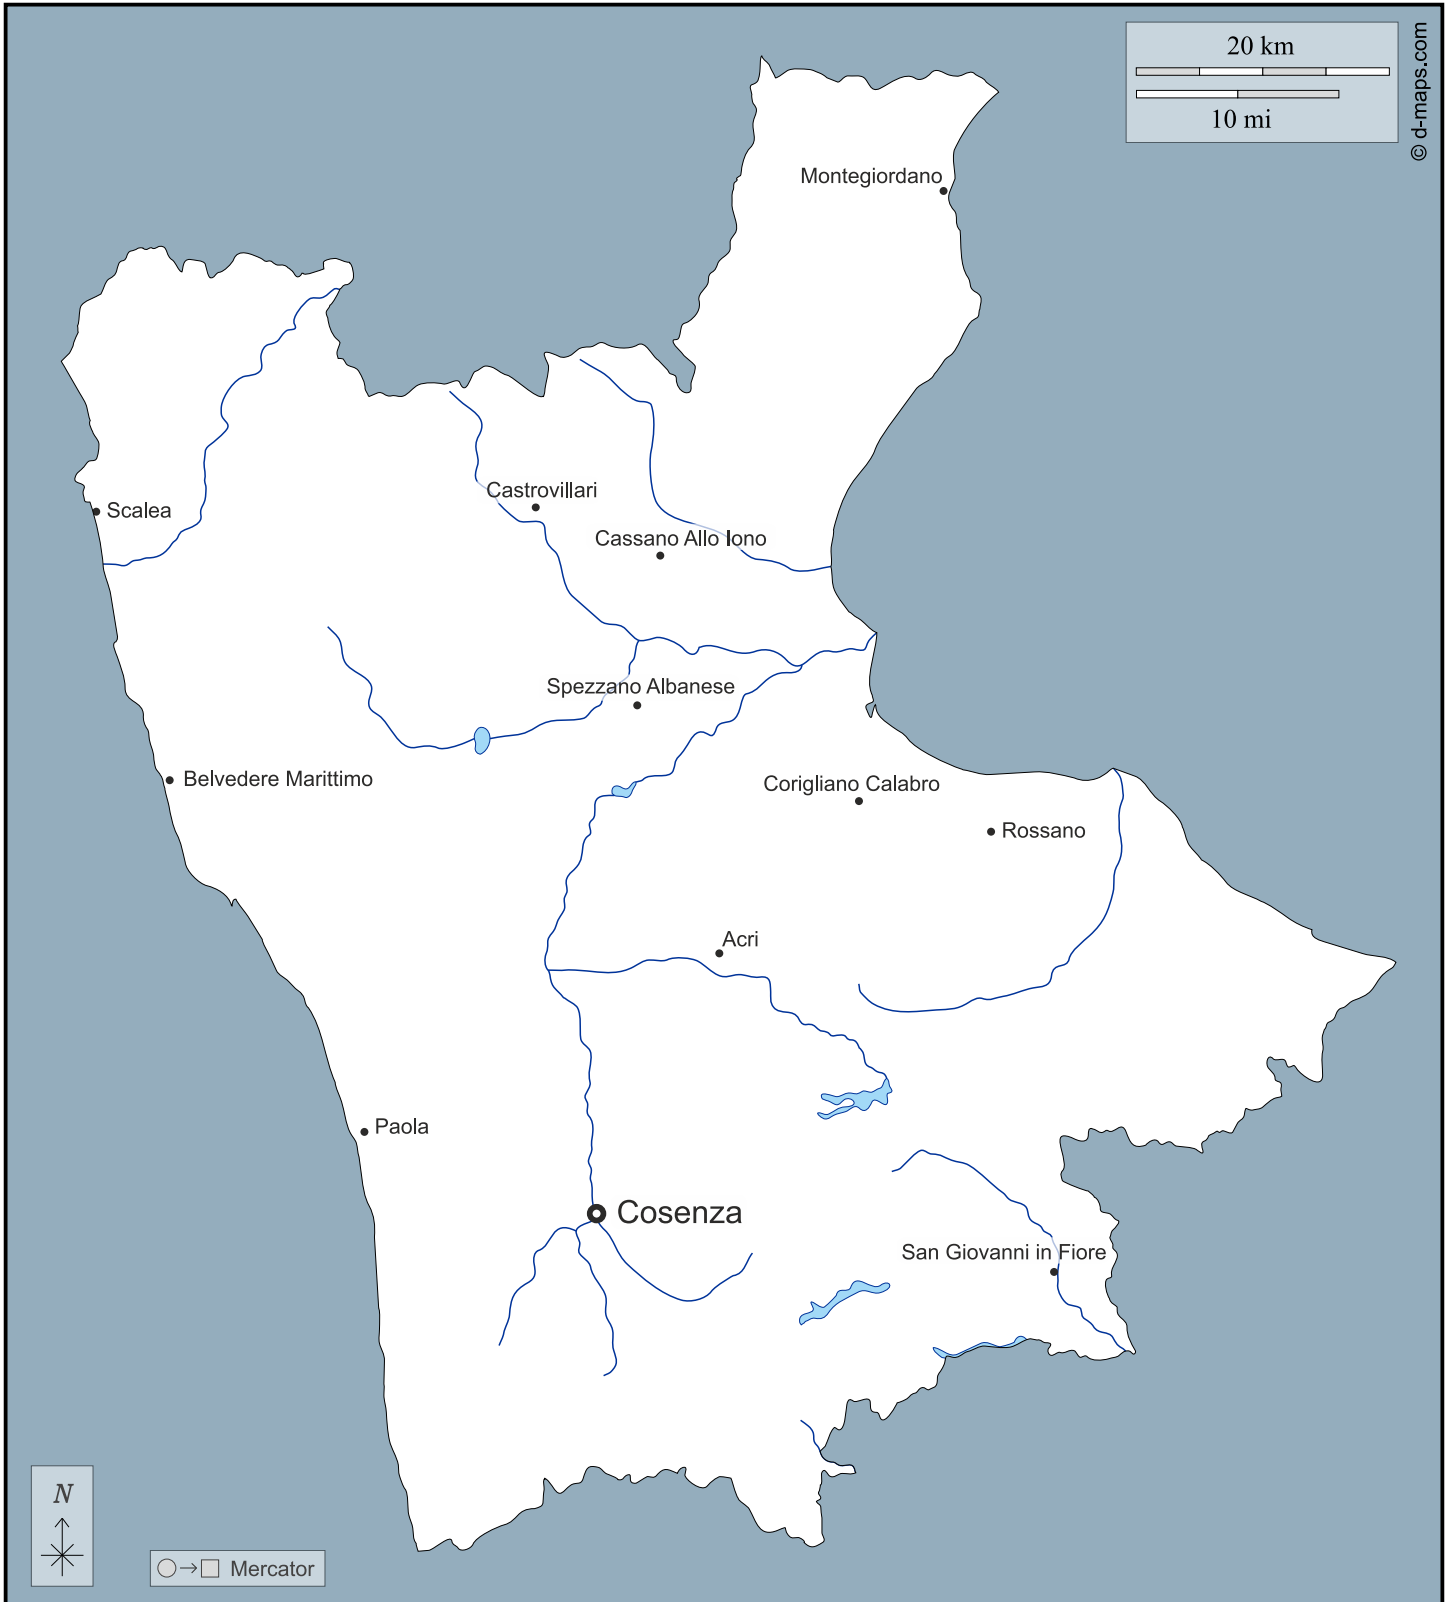 20 km
10 mi
© d-maps.com
Montegiordano
Castrovillari
Scalea
Cassano Allo Iono
Spezzano Albanese
Belvedere Marittimo
Corigliano Calabro
Rossano
Acri
Paola
Cosenza
San Giovanni in Fiore
N
Mercator